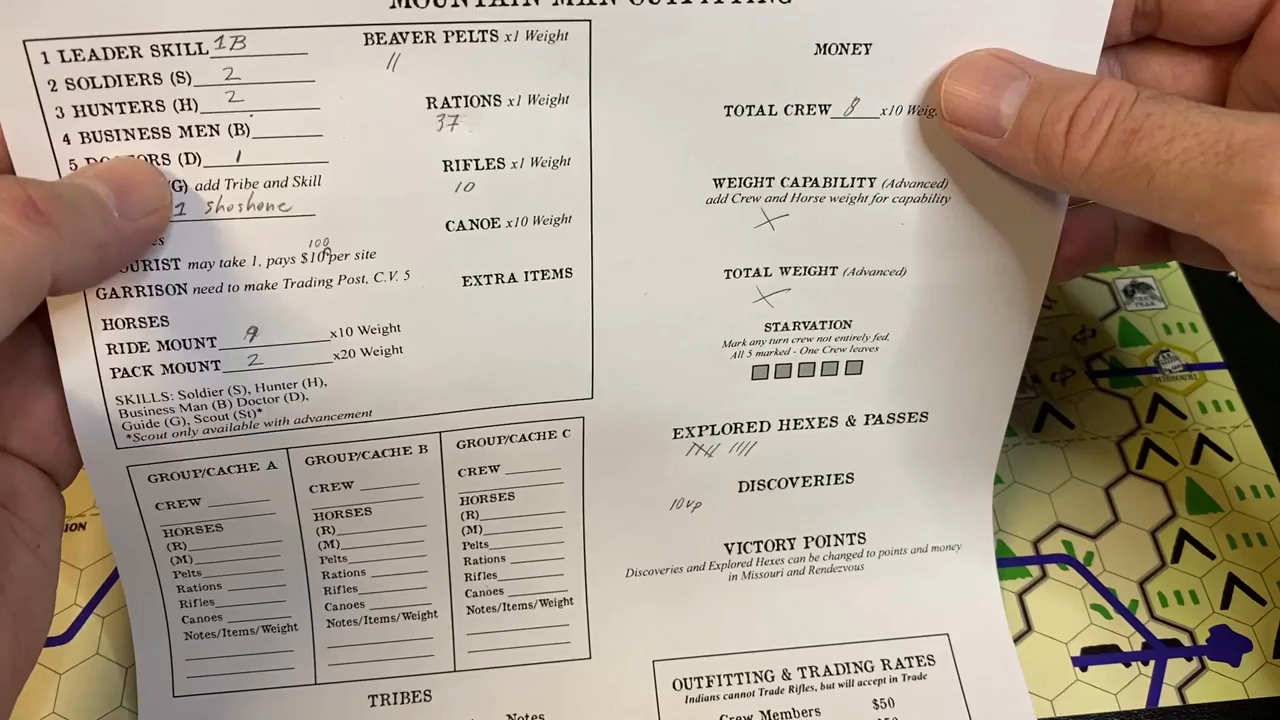 MOUNTAIN MAN OUTFITTING
1 LEADER SKILL 1B
2 SOLDIERS (S) 2
3 HUNTERS (H) 2
4 BUSINESS MEN (B)
5 (D) 1
(G) add Tribe and Skill
1 Shoshone
100
may take 1, pays $10 per site
GARRISON need to make Trading Post, C.V. 5
HORSES
RIDE MOUNT x10 Weight
PACK MOUNT 2 x20 Weight
SKILLS: Soldier (S), Hunter (H),
Business Man (B) Doctor (D),
Guide (G), Scout (St)*
*Scout only available with advancement
BEAVER PELTS x1 Weight
RATIONS x1 Weight
37
RIFLES x1 Weight
10
CANOE x10 Weight
EXTRA ITEMS
MONEY
TOTAL CREW 8 x10
WEIGHT CAPABILITY (Advanced)
add Crew and Horse weight for capability
TOTAL WEIGHT (Advanced)
STARVATION
Mark any turn crew not entirely fed,
All 5 marked - One Crew leaves
EXPLORED HEXES & PASSES
DISCOVERIES
10vp
VICTORY POINTS
Discoveries and Explored Hexes can be changed to points and money
in Missouri and Rendezvous
GROUP/CACHE A
CREW
HORSES
(R)
(M)
Pelts
Rations
Rifles
Canoes
Notes/Items/Weight
GROUP/CACHE B
CREW
HORSES
(R)
(M)
Pelts
Rations
Rifles
Canoes
Notes/Items/Weight
GROUP/CACHE C
CREW
HORSES
(R)
(M)
Pelts
Rations
Rifles
Canoes
Notes/Items/Weight
TRIBES
Notes
OUTFITTING & TRADING RATES
Indians cannot Trade Rifles, but will accept in Trade
Crew Members $50
MISSOURI